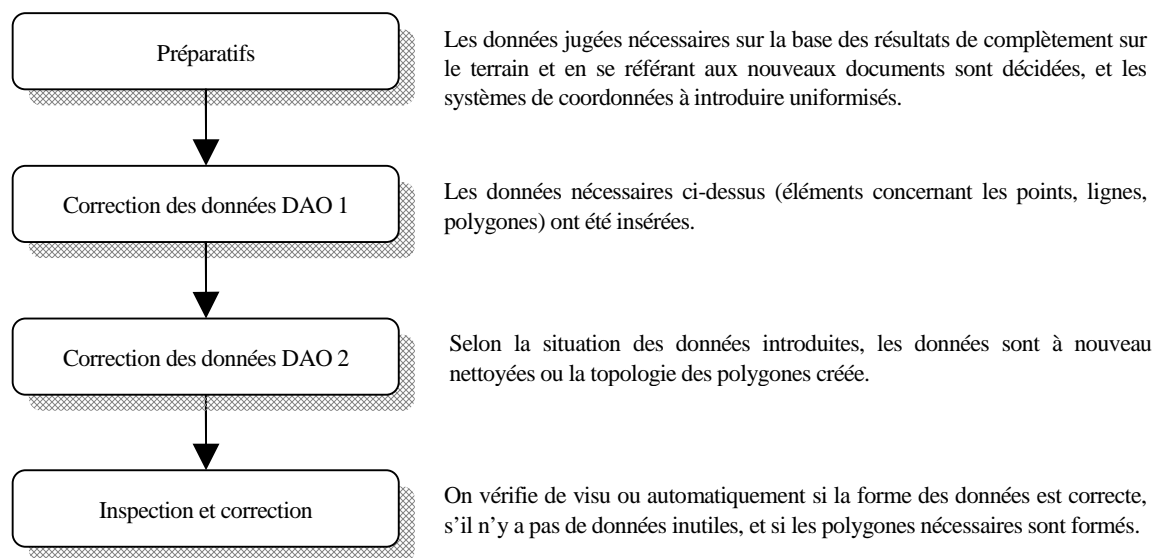 Préparatifs
Les données jugées nécessaires sur la base des résultats de complètement sur
le terrain et en se référant aux nouveaux documents sont décidées, et les
systèmes de coordonnées à introduire uniformisés.
Correction des données DAO 1
Les données nécessaires ci-dessus (éléments concernant les points, lignes,
polygones) ont été insérées.
Correction des données DAO 2
Selon la situation des données introduites, les données sont à nouveau
nettoyées ou la topologie des polygones créée.
Inspection et correction
On vérifie de visu ou automatiquement si la forme des données est correcte,
s’il n’y a pas de données inutiles, et si les polygones nécessaires sont formés.